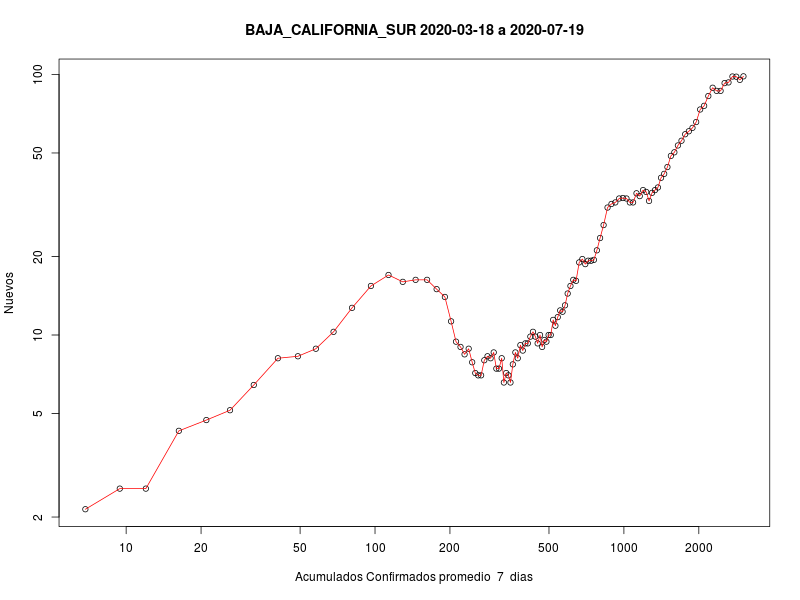 BAJA_CALIFORNIA_SUR 2020-03-18 a 2020-07-19
100
50
20
10
5
2
Nuevos
10 20 50 100 200 500 1000 2000
Acumulados Confirmados promedio 7 dias